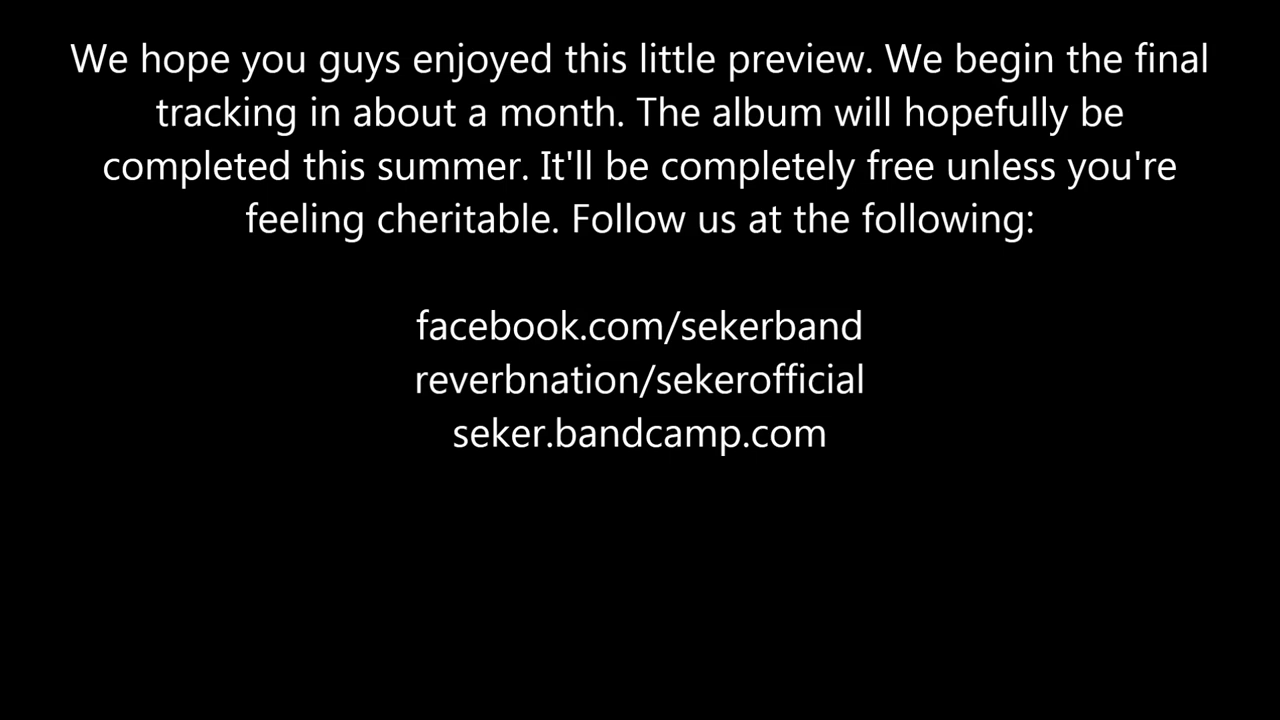 We hope you guys enjoyed this little preview. We begin the final
tracking in about a month. The album will hopefully be
completed this summer. It'll be completely free unless you're
feeling cheritable. Follow us at the following:
facebook.com/sekerband
reverbnation/sekerofficial
seker.bandcamp.com